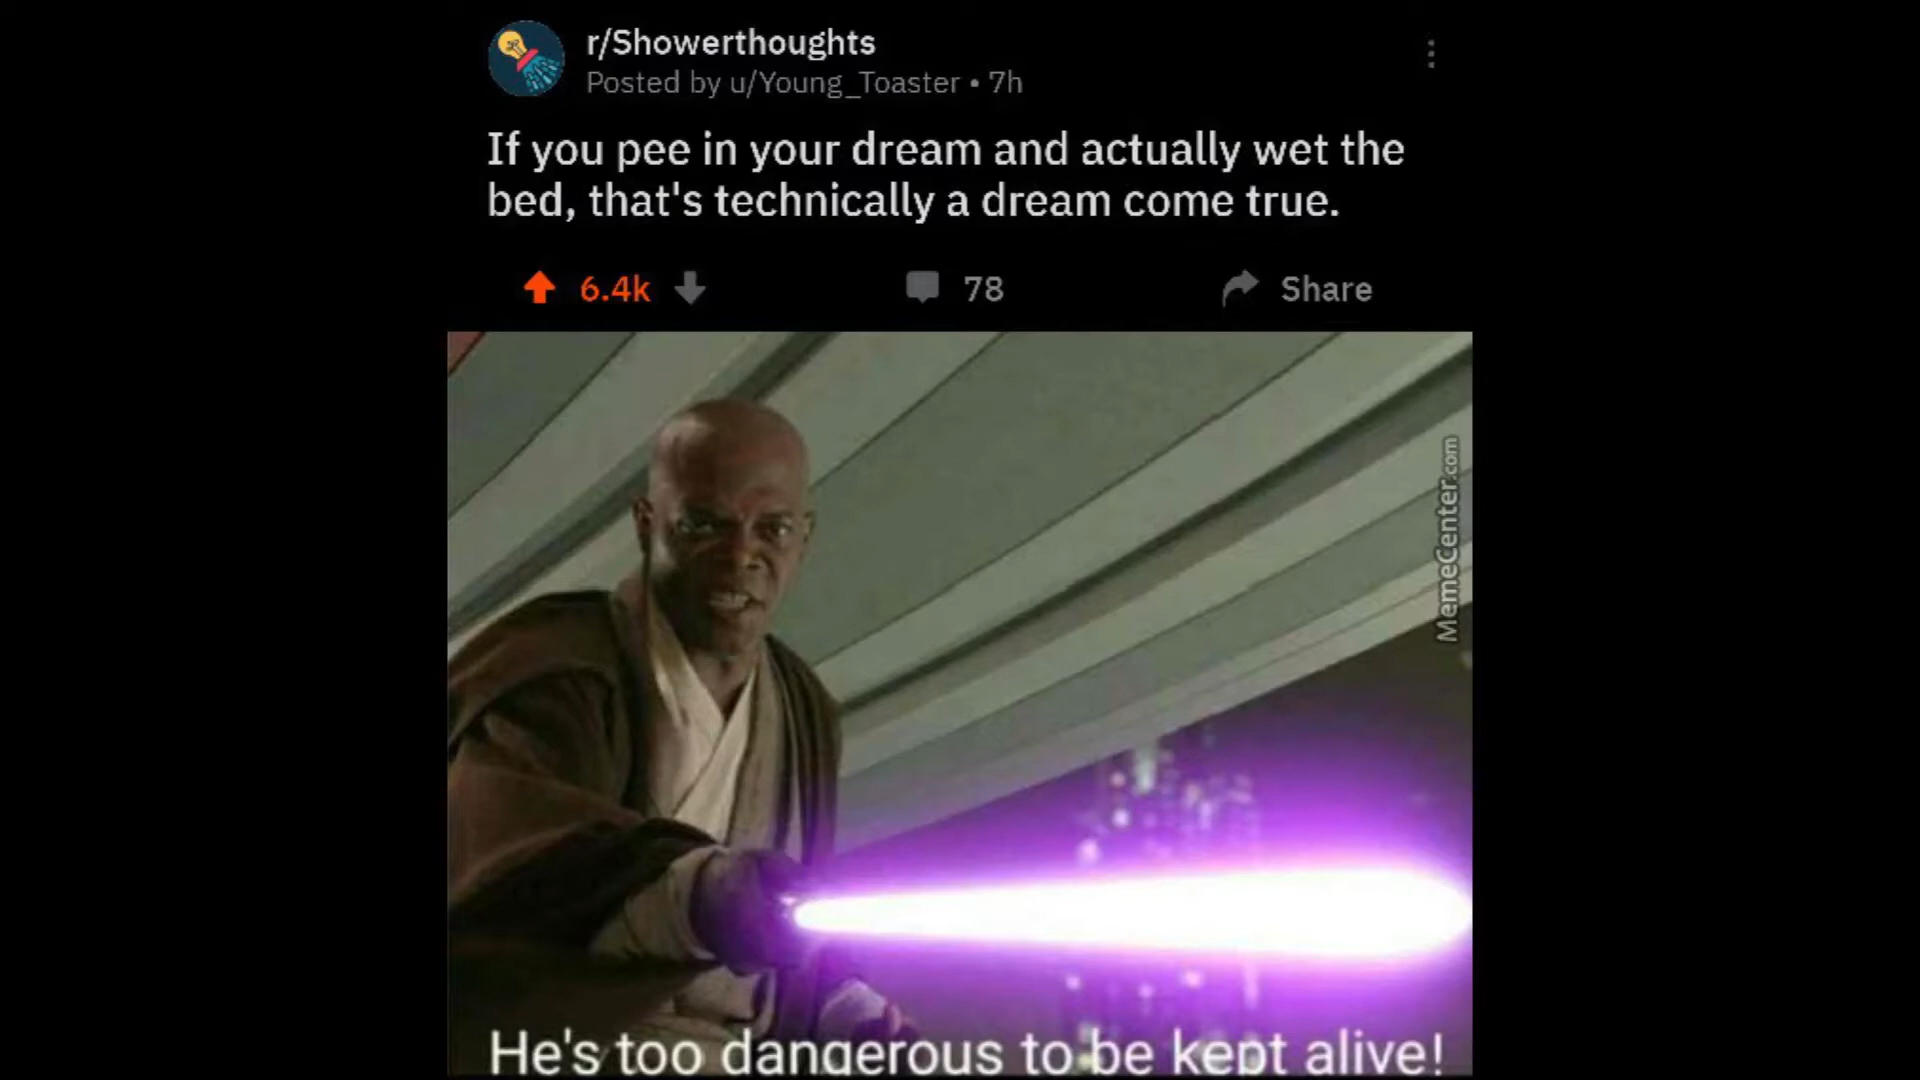 r/Showerthoughts
Posted by u/Young_Toaster • 7h
If you pee in your dream and actually wet the
bed, that's technically a dream come true.
6.4k
78
Share
MemeCenter.com
He's too dangerous to be kept alive!